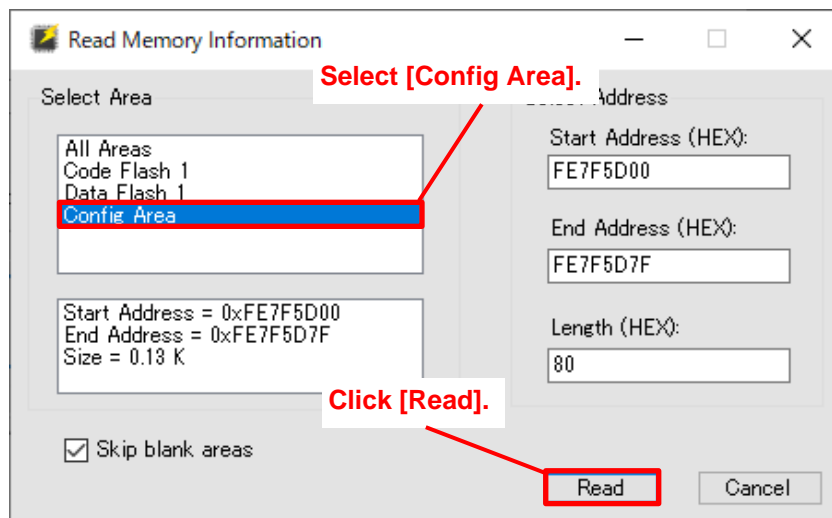 Read Memory Information
Select [Config Area].
Select Area
All Areas
Code Flash 1
Data Flash 1
Config Area
Start Address = 0xFE7F5D00
End Address = 0xFE7F5D7F
Size = 0.13 K
Address
Start Address (HEX):
FE7F5D00
End Address (HEX):
FE7F5D7F
Length (HEX):
80
Click [Read].
Skip blank areas
Read
Cancel